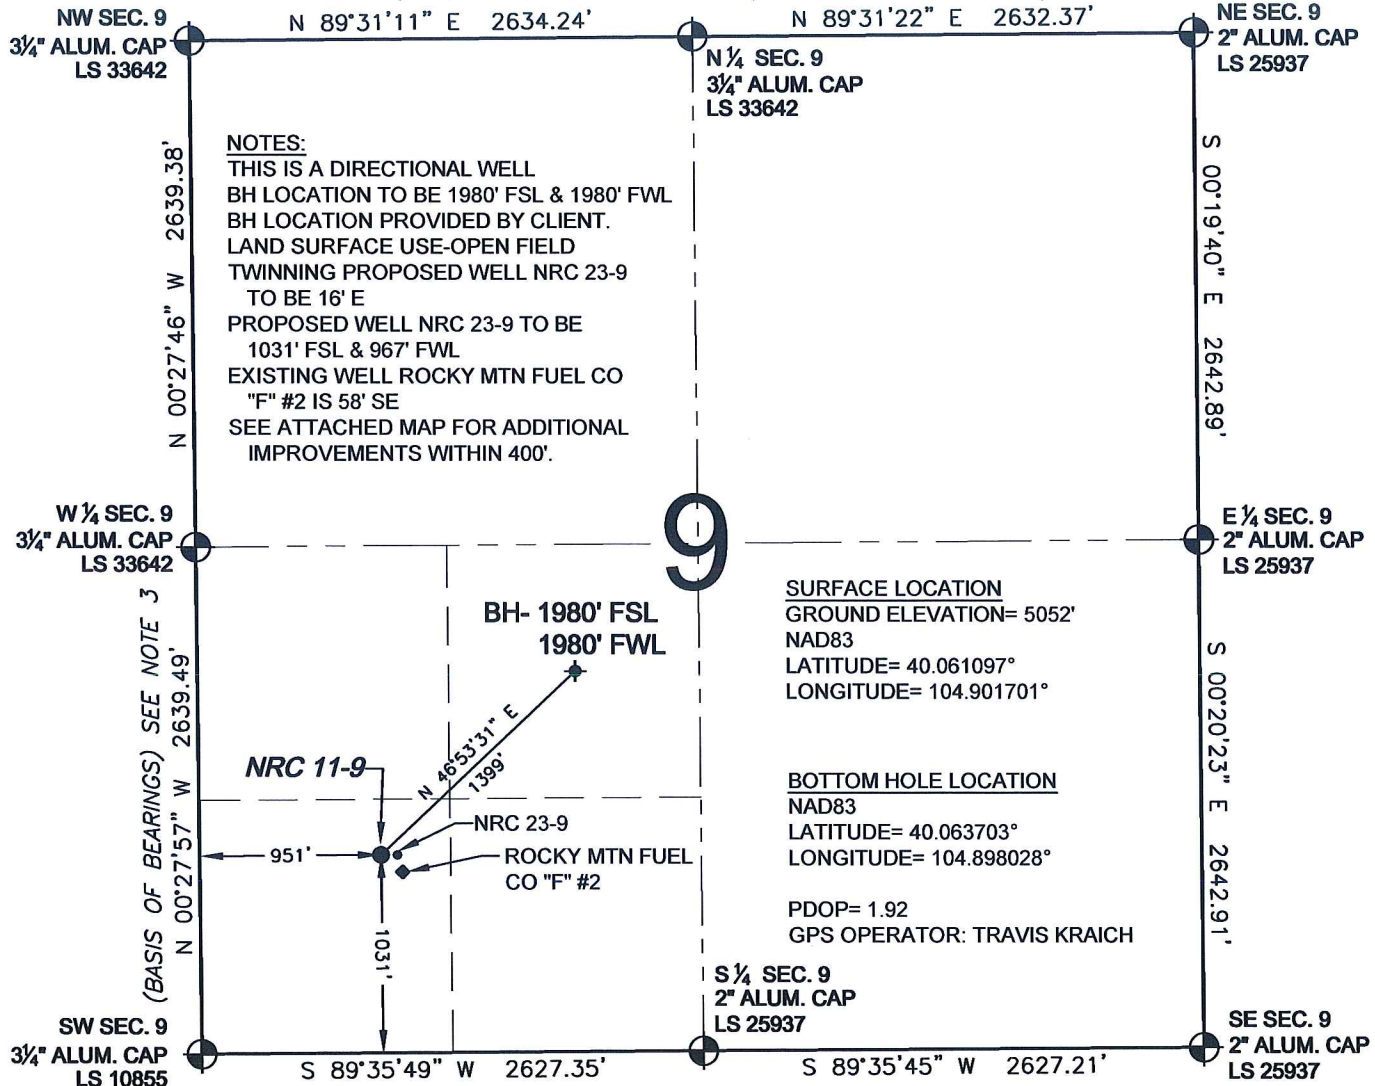 NW SEC. 9
3¼" ALUM. CAP
LS 33642
N 89°31'11" E 2634.24'
N 89°31'22" E 2632.37'
NE SEC. 9
2" ALUM. CAP
LS 25937
N ¼ SEC. 9
3¼" ALUM. CAP
LS 33642
N 00°27'46" W 2639.38'
NOTES:
THIS IS A DIRECTIONAL WELL
BH LOCATION TO BE 1980' FSL & 1980' FWL
BH LOCATION PROVIDED BY CLIENT.
LAND SURFACE USE-OPEN FIELD
TWINNING PROPOSED WELL NRC 23-9
TO BE 16' E
PROPOSED WELL NRC 23-9 TO BE
1031' FSL & 967' FWL
EXISTING WELL ROCKY MTN FUEL CO
"F" #2 IS 58' SE
SEE ATTACHED MAP FOR ADDITIONAL
IMPROVEMENTS WITHIN 400'.
S 00°19'40" E 2642.89'
W ¼ SEC. 9
3¼" ALUM. CAP
LS 33642
9
E ¼ SEC. 9
2" ALUM. CAP
LS 25937
(BASIS OF BEARINGS) SEE NOTE 3
N 00°27'57" W 2639.49'
BH- 1980' FSL
1980' FWL
N 46°53'31" E
1399'
NRC 11-9
NRC 23-9
951'
ROCKY MTN FUEL
CO "F" #2
1031'
SURFACE LOCATION
GROUND ELEVATION= 5052'
NAD83
LATITUDE= 40.061097°
LONGITUDE= 104.901701°
BOTTOM HOLE LOCATION
NAD83
LATITUDE= 40.063703°
LONGITUDE= 104.898028°
PDOP= 1.92
GPS OPERATOR: TRAVIS KRAICH
S 00°20'23" E 2642.91'
SW SEC. 9
3¼" ALUM. CAP
LS 10855
S 89°35'49" W 2627.35'
S ¼ SEC. 9
2" ALUM. CAP
LS 25937
S 89°35'45" W 2627.21'
SE SEC. 9
2" ALUM. CAP
LS 25937